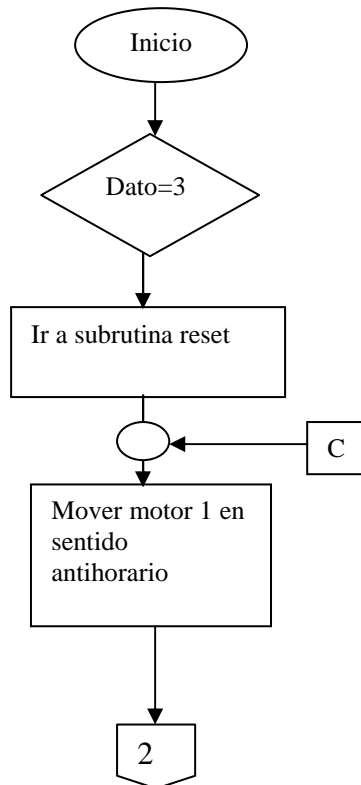 Inicio
Dato=3
Ir a subrutina reset
C
Mover motor 1 en
sentido
antihorario
2